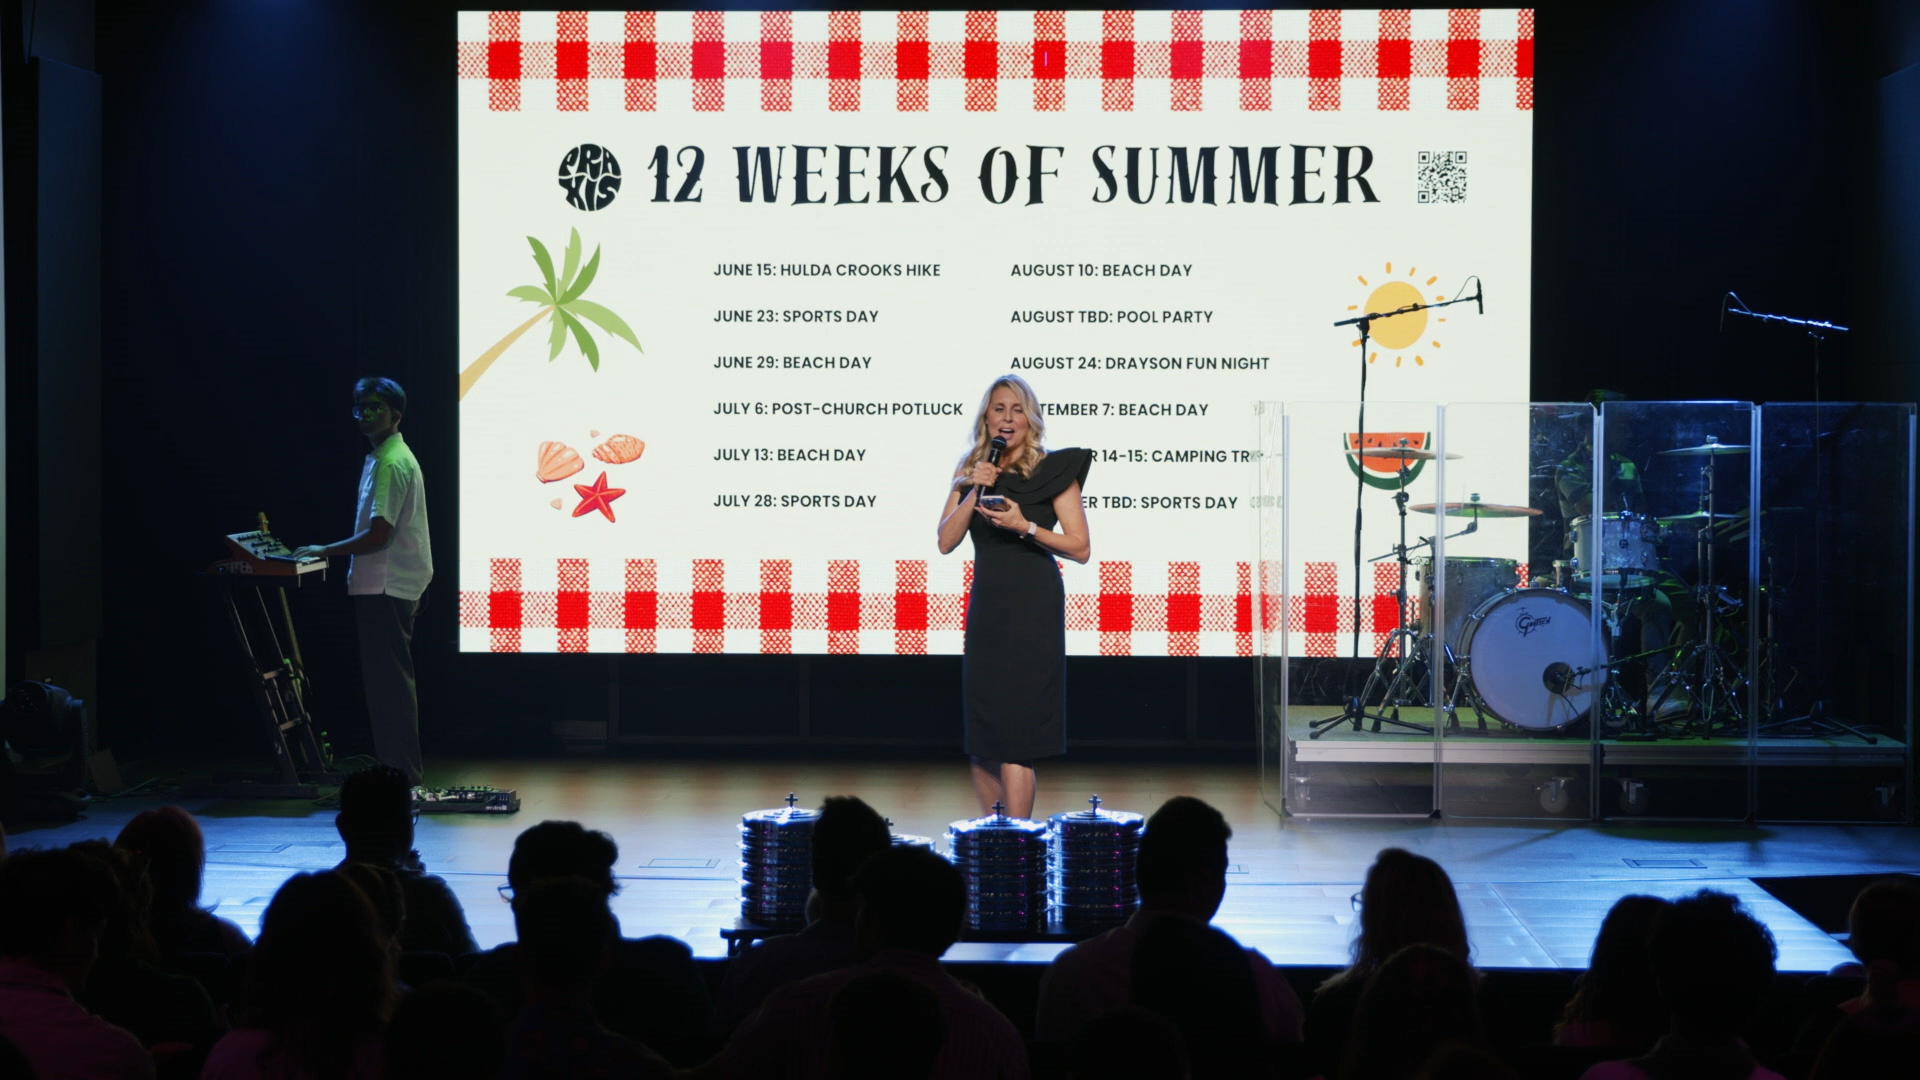 PRAXIS 12 WEEKS OF SUMMER
JUNE 15: HULDA CROOKS HIKE
JUNE 23: SPORTS DAY
JUNE 29: BEACH DAY
JULY 6: POST-CHURCH POTLUCK
JULY 13: BEACH DAY
JULY 28: SPORTS DAY
AUGUST 10: BEACH DAY
AUGUST TBD: POOL PARTY
AUGUST 24: DRAYSON FUN NIGHT
TEMBER 7: BEACH DAY
R 14-15: CAMPING TR
ER TBD: SPORTS DAY
Gretsch